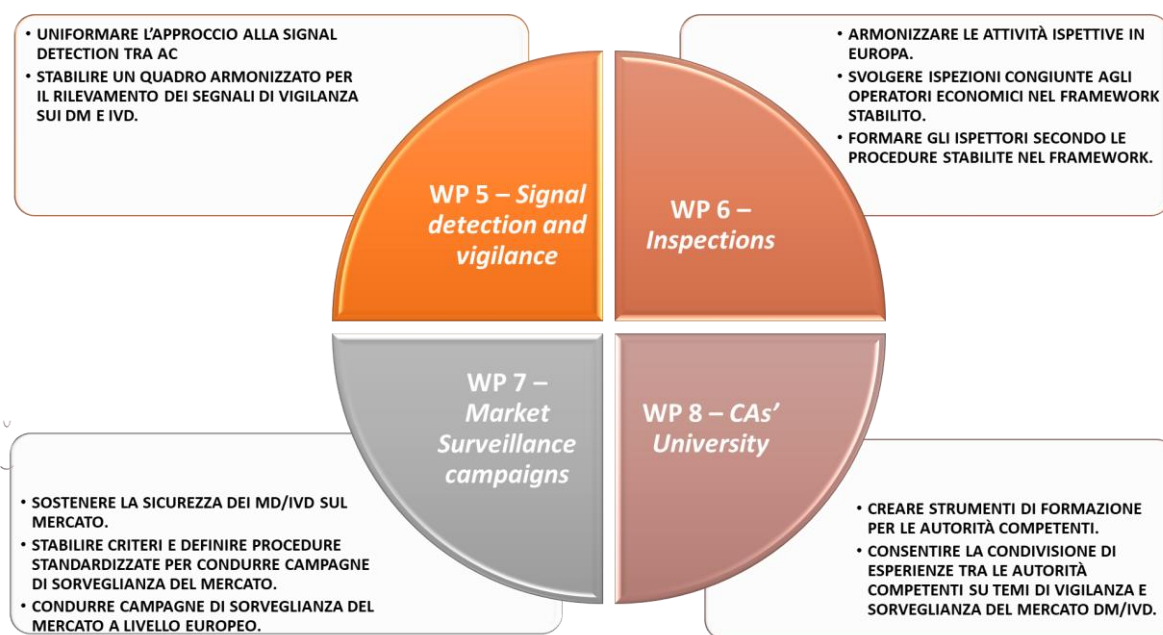 • UNIFORMARE L'APPROCCIO ALLA SIGNAL
DETECTION TRA AC
• STABILIRE UN QUADRO ARMONIZZATO PER
IL RILEVAMENTO DEI SEGNALI DI VIGILANZA
SUI DM E IVD.
• ARMONIZZARE LE ATTIVITÀ ISPETTIVE IN
EUROPA.
• SVOLGERE ISPEZIONI CONGIUNTE AGLI
OPERATORI ECONOMICI NEL FRAMEWORK
STABILITO.
• FORMARE GLI ISPETTORI SECONDO LE
PROCEDURE STABILITE NEL FRAMEWORK.
WP 5 – Signal
detection and
vigilance
WP 6 –
Inspections
WP 7 –
Market
Surveillance
campaigns
WP 8 – CAs'
University
• SOSTENERE LA SICUREZZA DEI MD/IVD SUL
MERCATO.
• STABILIRE CRITERI E DEFINIRE PROCEDURE
STANDARDIZZATE PER CONDURRE CAMPAGNE
DI SORVEGLIANZA DEL MERCATO.
• CONDURRE CAMPAGNE DI SORVEGLIANZA DEL
MERCATO A LIVELLO EUROPEO.
• CREARE STRUMENTI DI FORMAZIONE
PER LE AUTORITÀ COMPETENTI.
• CONSENTIRE LA CONDIVISIONE DI
ESPERIENZE TRA LE AUTORITÀ
COMPETENTI SU TEMI DI VIGILANZA E
SORVEGLIANZA DEL MERCATO DM/IVD.